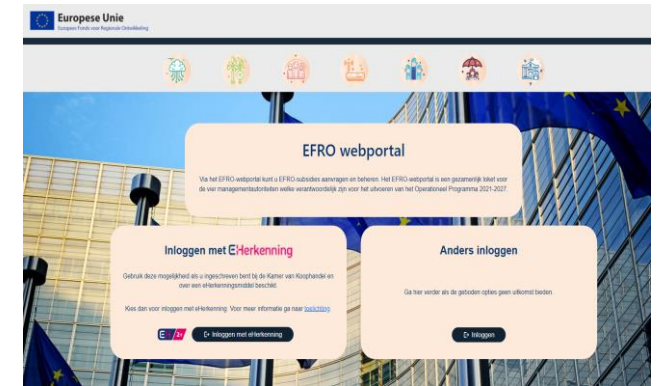 Europese Unie
Europees Fonds voor Regionale Ontwikkeling
EFRO webportal
Via het EFRO-webportal kunt u EFRO-subsidies aanvragen en beheren. Het EFRO-webportal is een gezamenlijk loket voor
de vier managementautoriteiten welke verantwoordelijk zijn voor het uitvoeren van het Operationeel Programma 2021-2027.
Inloggen met eHerkenning
Gebruik deze mogelijkheid als u ingeschreven bent bij de Kamer van Koophandel en
over een eHerkenningsmiddel beschikt.
Kies dan voor inloggen met eHerkenning. Voor meer informatie ga naar toelichting
Inloggen met eHerkenning
Anders inloggen
Ga hier verder als de geboden opties geen uitkomst bieden.
Inloggen